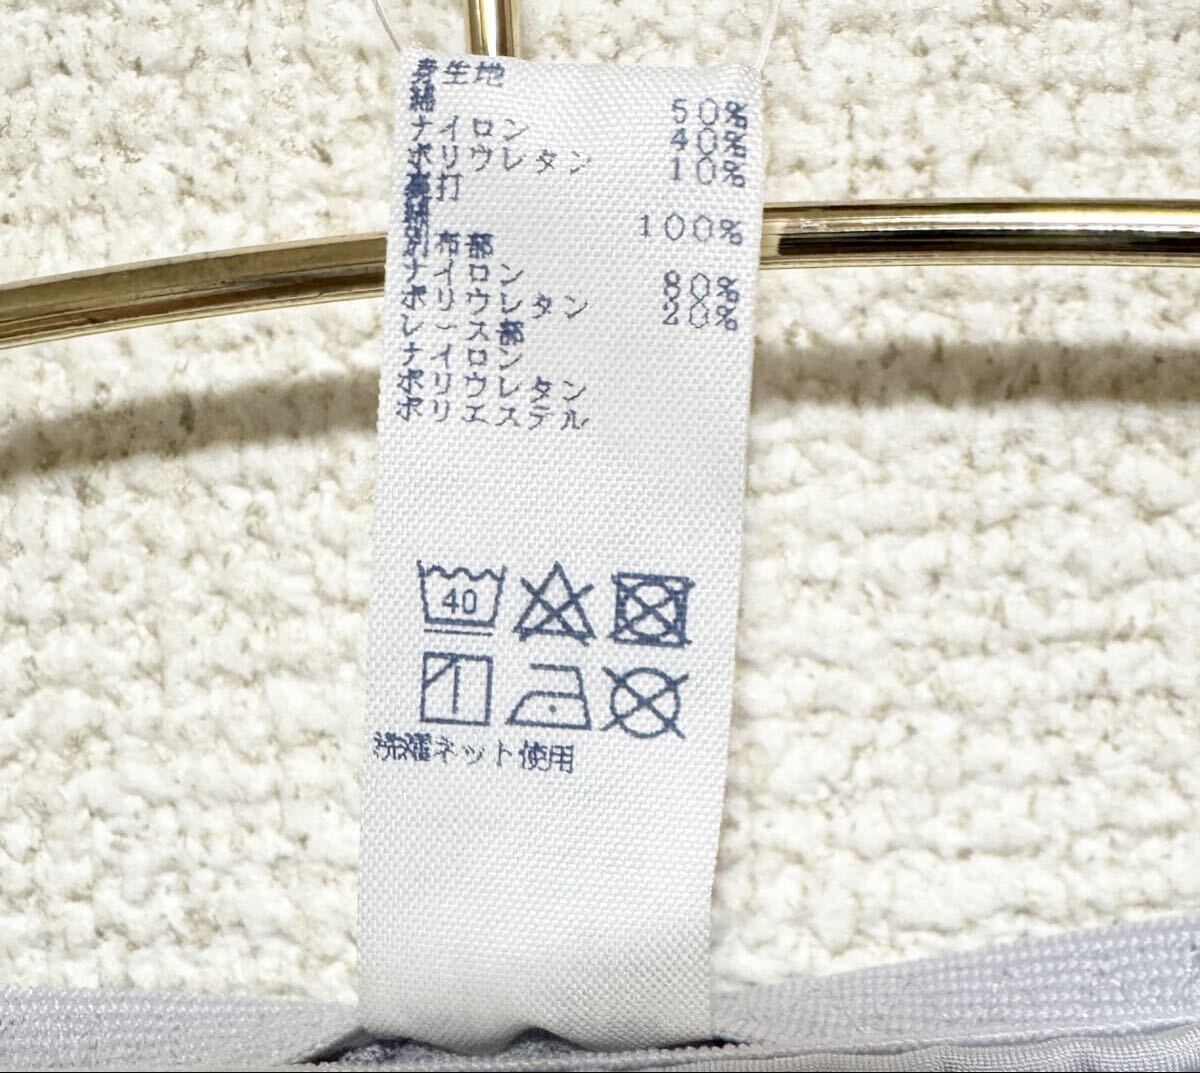 身生地
綿 50%
ナイロン 40%
ポリウレタン 10%
裏打
綿 100%
別布部
ナイロン 80%
ポリウレタン 20%
レース部
ナイロン
ポリウレタン
ポリエステル
40
洗濯ネット使用